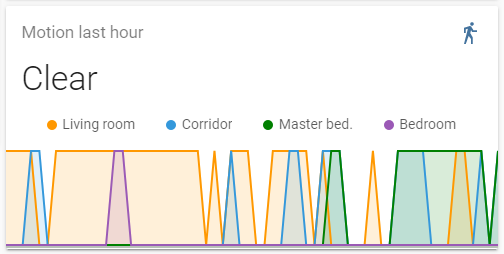 Motion last hour
Clear
Living room Corridor Master bed. Bedroom